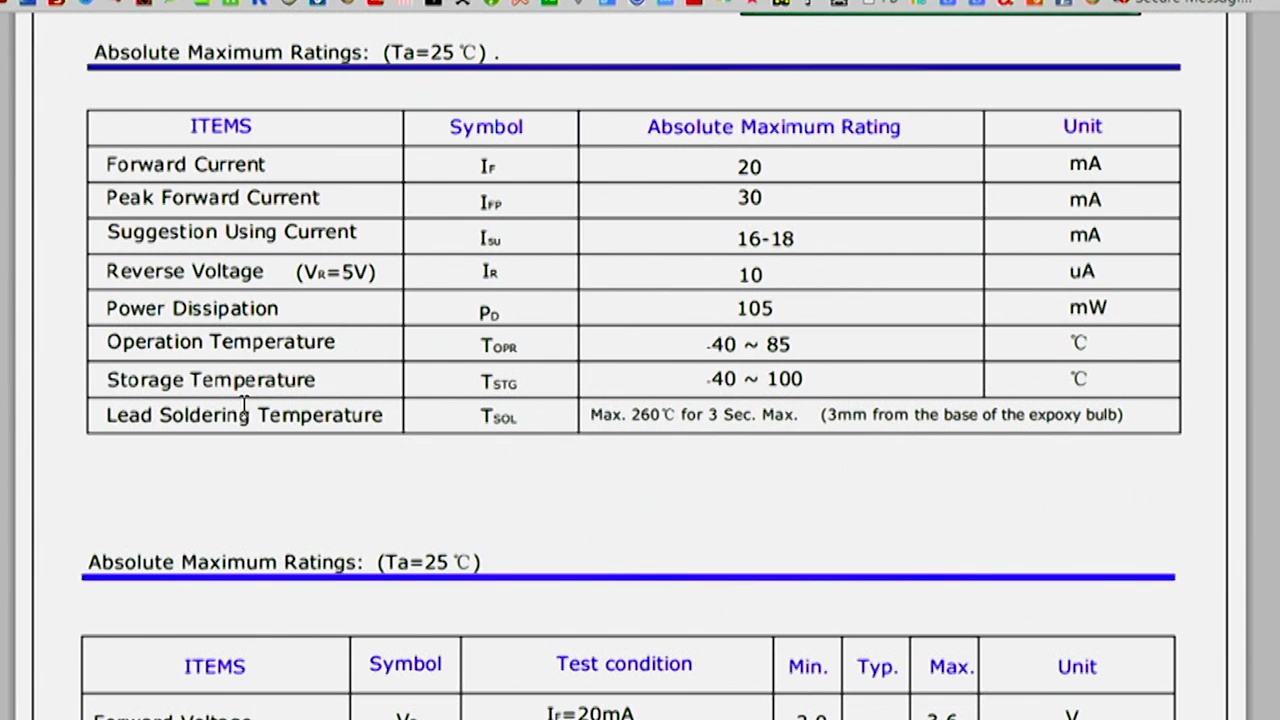 Absolute Maximum Ratings: (Ta=25℃) .
ITEMS Symbol Absolute Maximum Rating Unit
Forward Current IF 20 mA
Peak Forward Current IFP 30 mA
Suggestion Using Current Isu 16-18 mA
Reverse Voltage (VR=5V) IR 10 uA
Power Dissipation PD 105 mW
Operation Temperature TOPR -40 ~ 85 ℃
Storage Temperature TSTG -40 ~ 100 ℃
Lead Soldering Temperature TSOL Max. 260℃ for 3 Sec. Max. (3mm from the base of the expoxy bulb)
Absolute Maximum Ratings: (Ta=25℃)
ITEMS Symbol Test condition Min. Typ. Max. Unit
Forward Voltage IF=20mA V